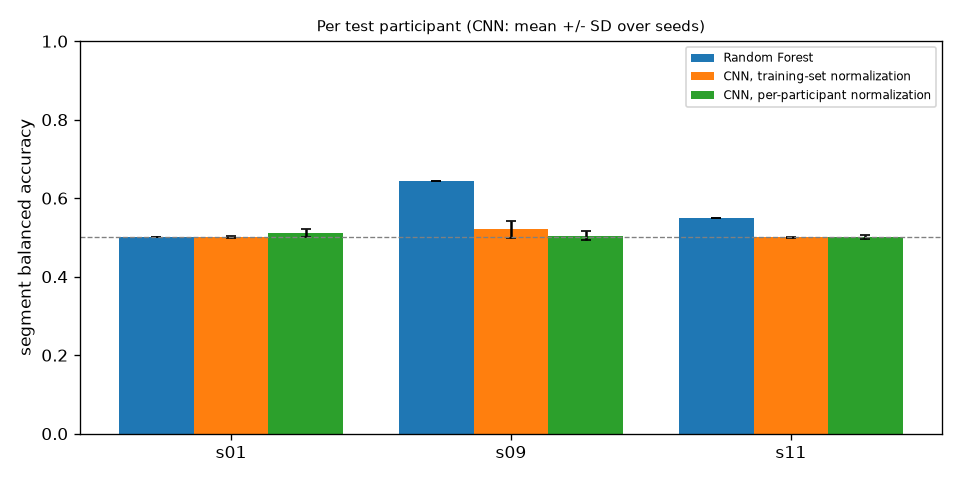 Per test participant (CNN: mean +/- SD over seeds)
segment balanced accuracy
1.0
0.8
0.6
0.4
0.2
0.0
Random Forest
CNN, training-set normalization
CNN, per-participant normalization
s01
s09
s11